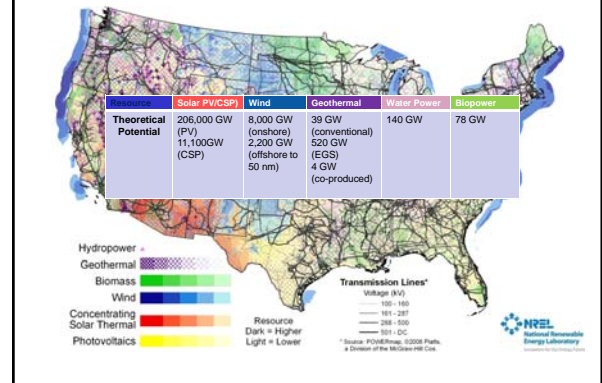 Resource Solar PV/CSP) Wind Geothermal Water Power Biopower
Theoretical Potential
206,000 GW
(PV)
11,100GW
(CSP)
8,000 GW
(onshore)
2,200 GW
(offshore to
50 nm)
39 GW
(conventional)
520 GW
(EGS)
4 GW
(co-produced)
140 GW
78 GW
Hydropower
Geothermal
Biomass
Wind
Concentrating
Solar Thermal
Photovoltaics
Resource
Dark = Higher
Light = Lower
Transmission Lines*
Voltage (kV)
100 - 160
161 - 287
288 - 500
501 - DC
* Source: POWERmap, ©2006 Platts,
a Division of the McGraw-Hill Cos.
NREL
National Renewable
Energy Laboratory